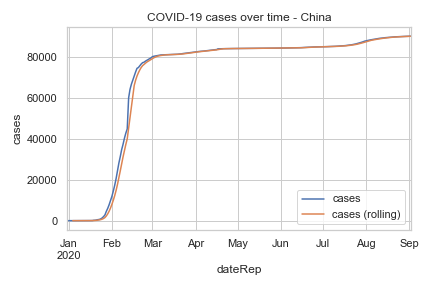 COVID-19 cases over time - China
cases
80000
60000
40000
20000
0
cases
cases (rolling)
Jan Feb Mar Apr May Jun Jul Aug Sep
2020
dateRep